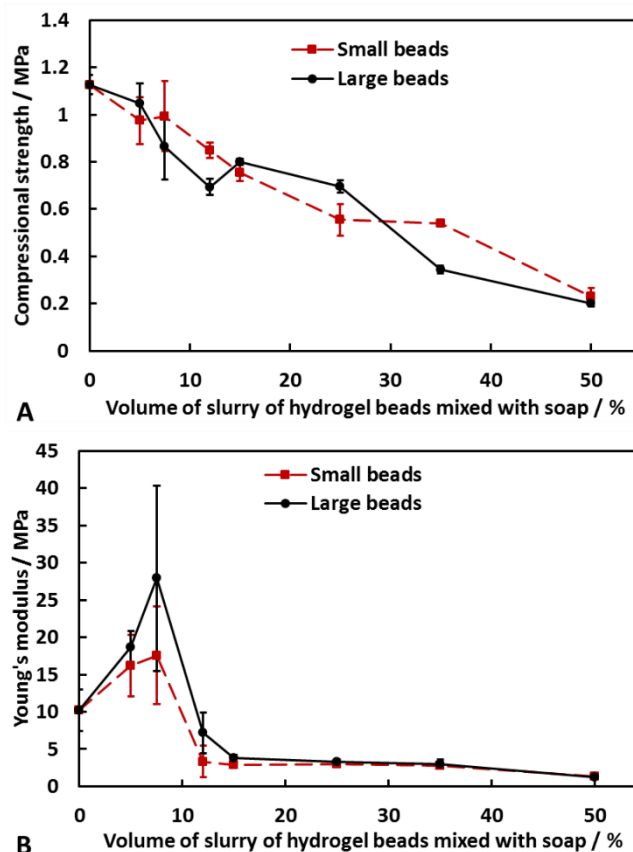 1.4
1.2
1
0.8
0.6
0.4
0.2
0
Compressional strength / MPa
Small beads
Large beads
0 10 20 30 40 50
A
Volume of slurry of hydrogel beads mixed with soap / %
45
40
35
30
25
20
15
10
5
0
Young's modulus / MPa
Small beads
Large beads
0 10 20 30 40 50
B
Volume of slurry of hydrogel beads mixed with soap / %